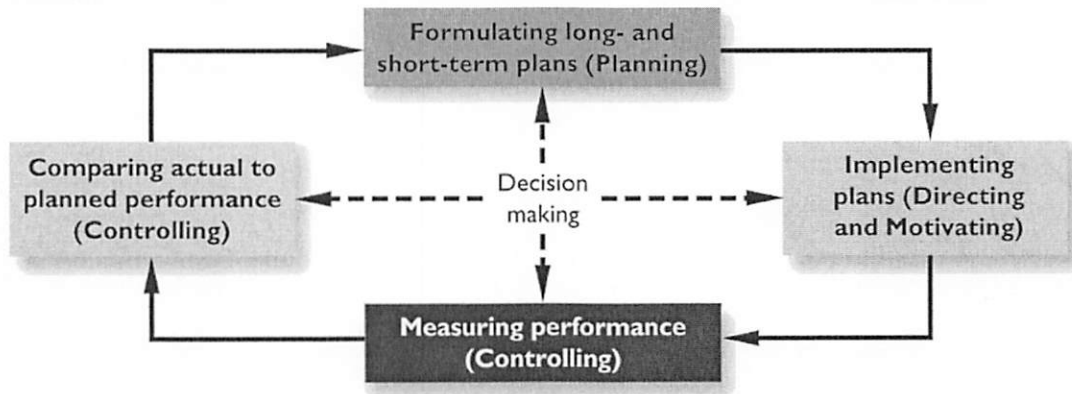 Formulating long- and
short-term plans (Planning)
Comparing actual to
planned performance
(Controlling)
Decision
making
Implementing
plans (Directing
and Motivating)
Measuring performance
(Controlling)